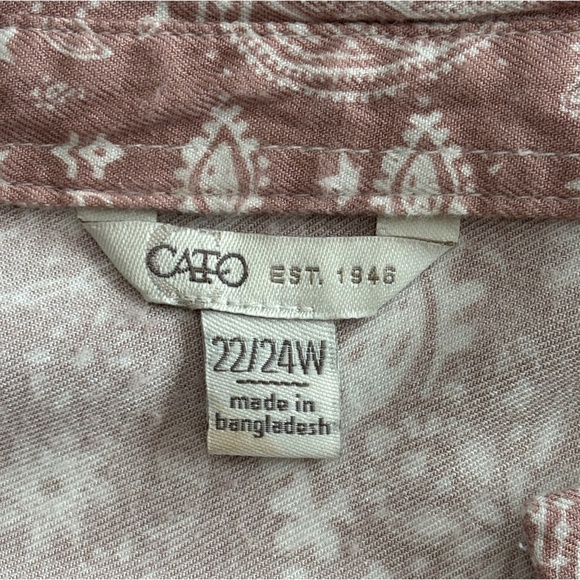 CATO EST. 1946
22/24W
made in
bangladesh